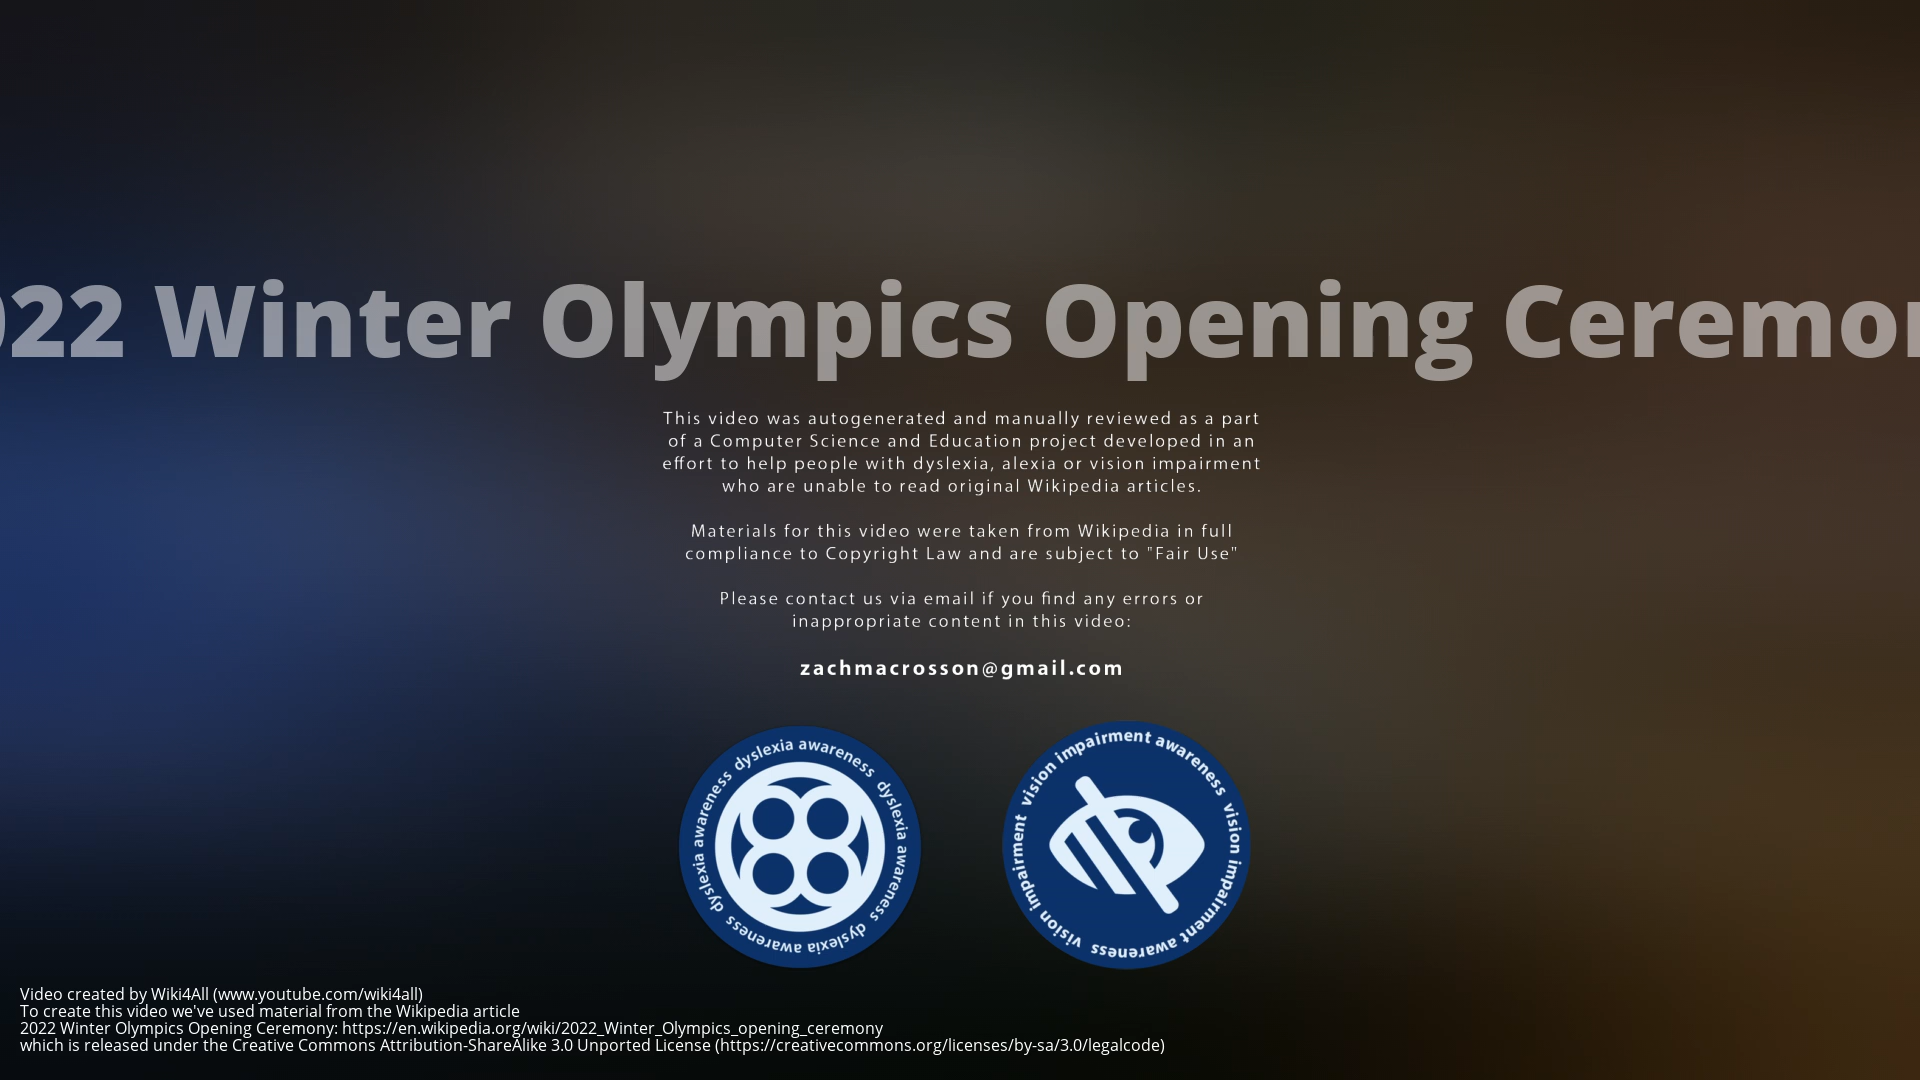 022 Winter Olympics Opening Ceremon
This video was autogenerated and manually reviewed as a part
of a Computer Science and Education project developed in an
effort to help people with dyslexia, alexia or vision impairment
who are unable to read original Wikipedia articles.
Materials for this video were taken from Wikipedia in full
compliance to Copyright Law and are subject to "Fair Use"
Please contact us via email if you find any errors or
inappropriate content in this video:
zachmacrosson@gmail.com
dyslexia awareness dyslexia awareness dyslexia awareness dyslexia awareness
vision impairment awareness vision impairment awareness vision impairment
Video created by Wiki4All (www.youtube.com/wiki4all)
To create this video we've used material from the Wikipedia article
2022 Winter Olympics Opening Ceremony: https://en.wikipedia.org/wiki/2022_Winter_Olympics_opening_ceremony
which is released under the Creative Commons Attribution-ShareAlike 3.0 Unported License (https://creativecommons.org/licenses/by-sa/3.0/legalcode)